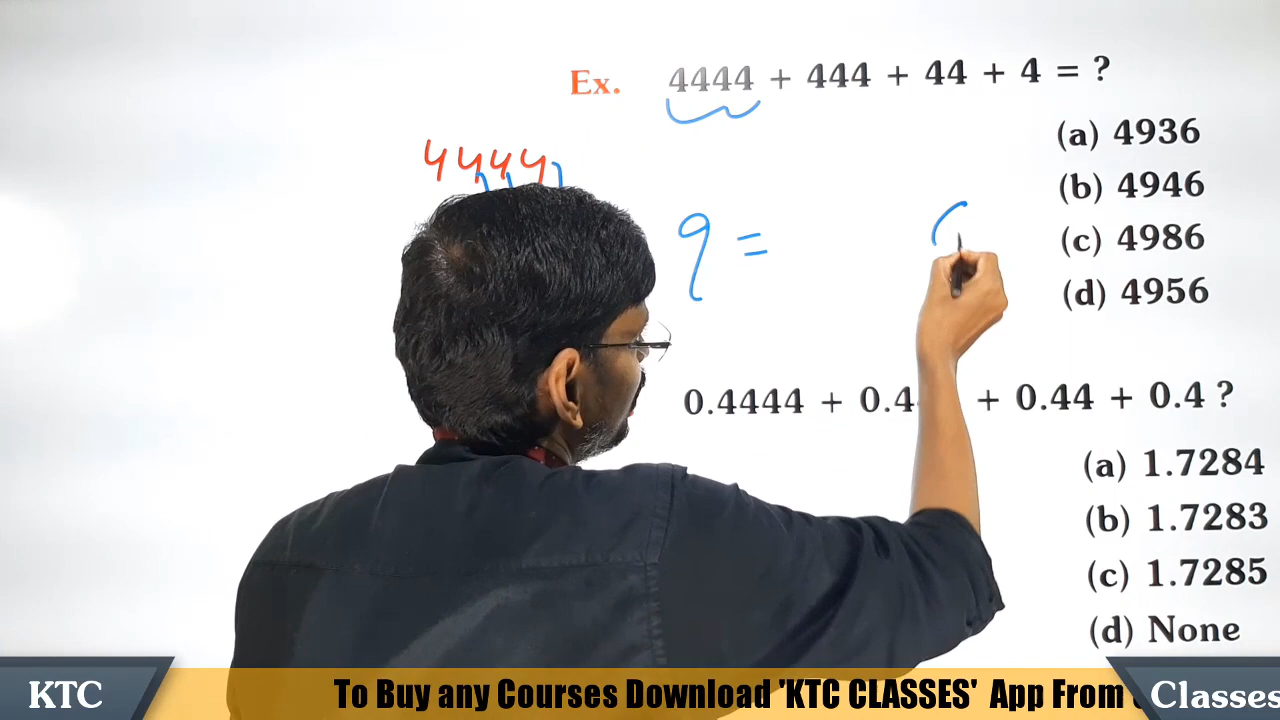 Ex. 4444 + 444 + 44 + 4 = ?
(a) 4936
4444
(b) 4946
9 =
(c) 4986
(d) 4956
0.4444 + 0.4 + 0.44 + 0.4 ?
(a) 1.7284
(b) 1.7283
(c) 1.7285
(d) None
KTC
To Buy any Courses Download 'KTC CLASSES' App From
Classes